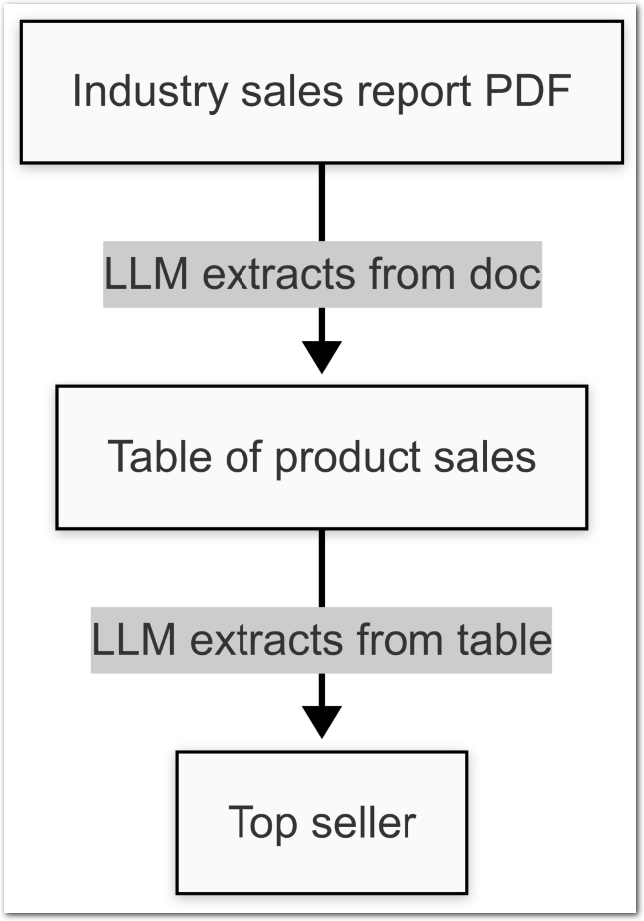 Industry sales report PDF
LLM extracts from doc
Table of product sales
LLM extracts from table
Top seller